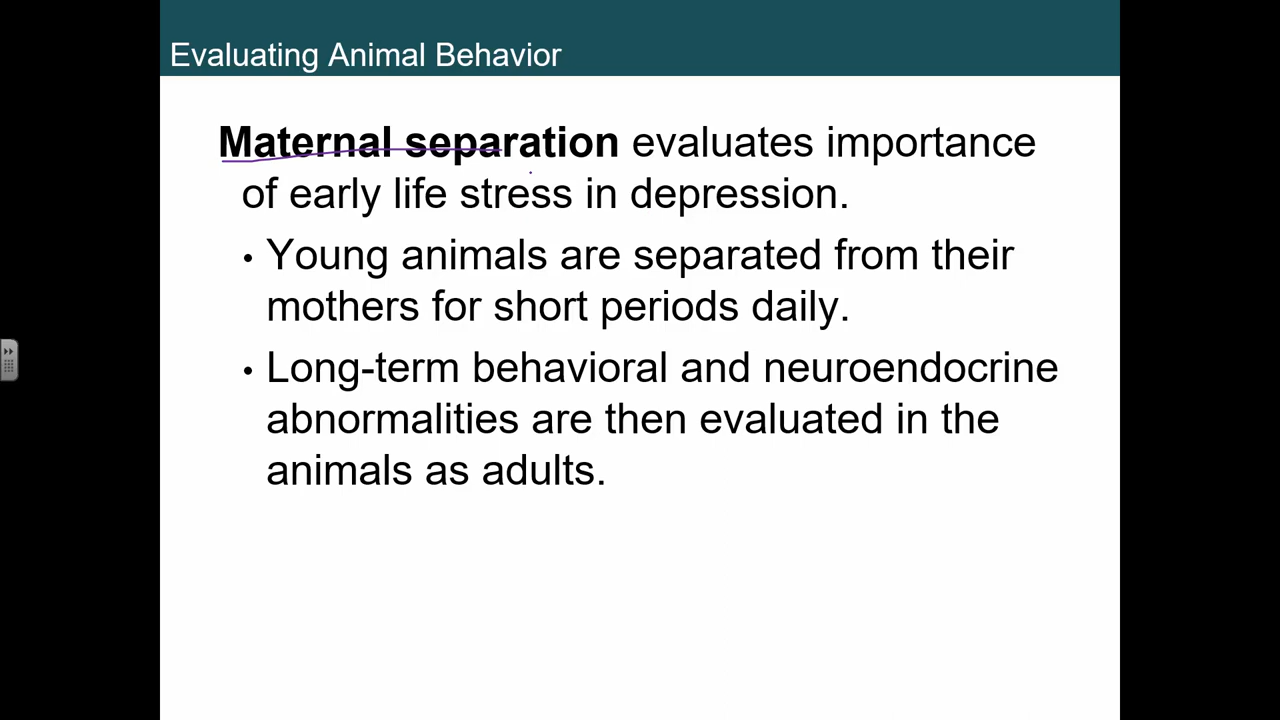 Evaluating Animal Behavior
Maternal separation evaluates importance
of early life stress in depression.
• Young animals are separated from their
mothers for short periods daily.
• Long-term behavioral and neuroendocrine
abnormalities are then evaluated in the
animals as adults.